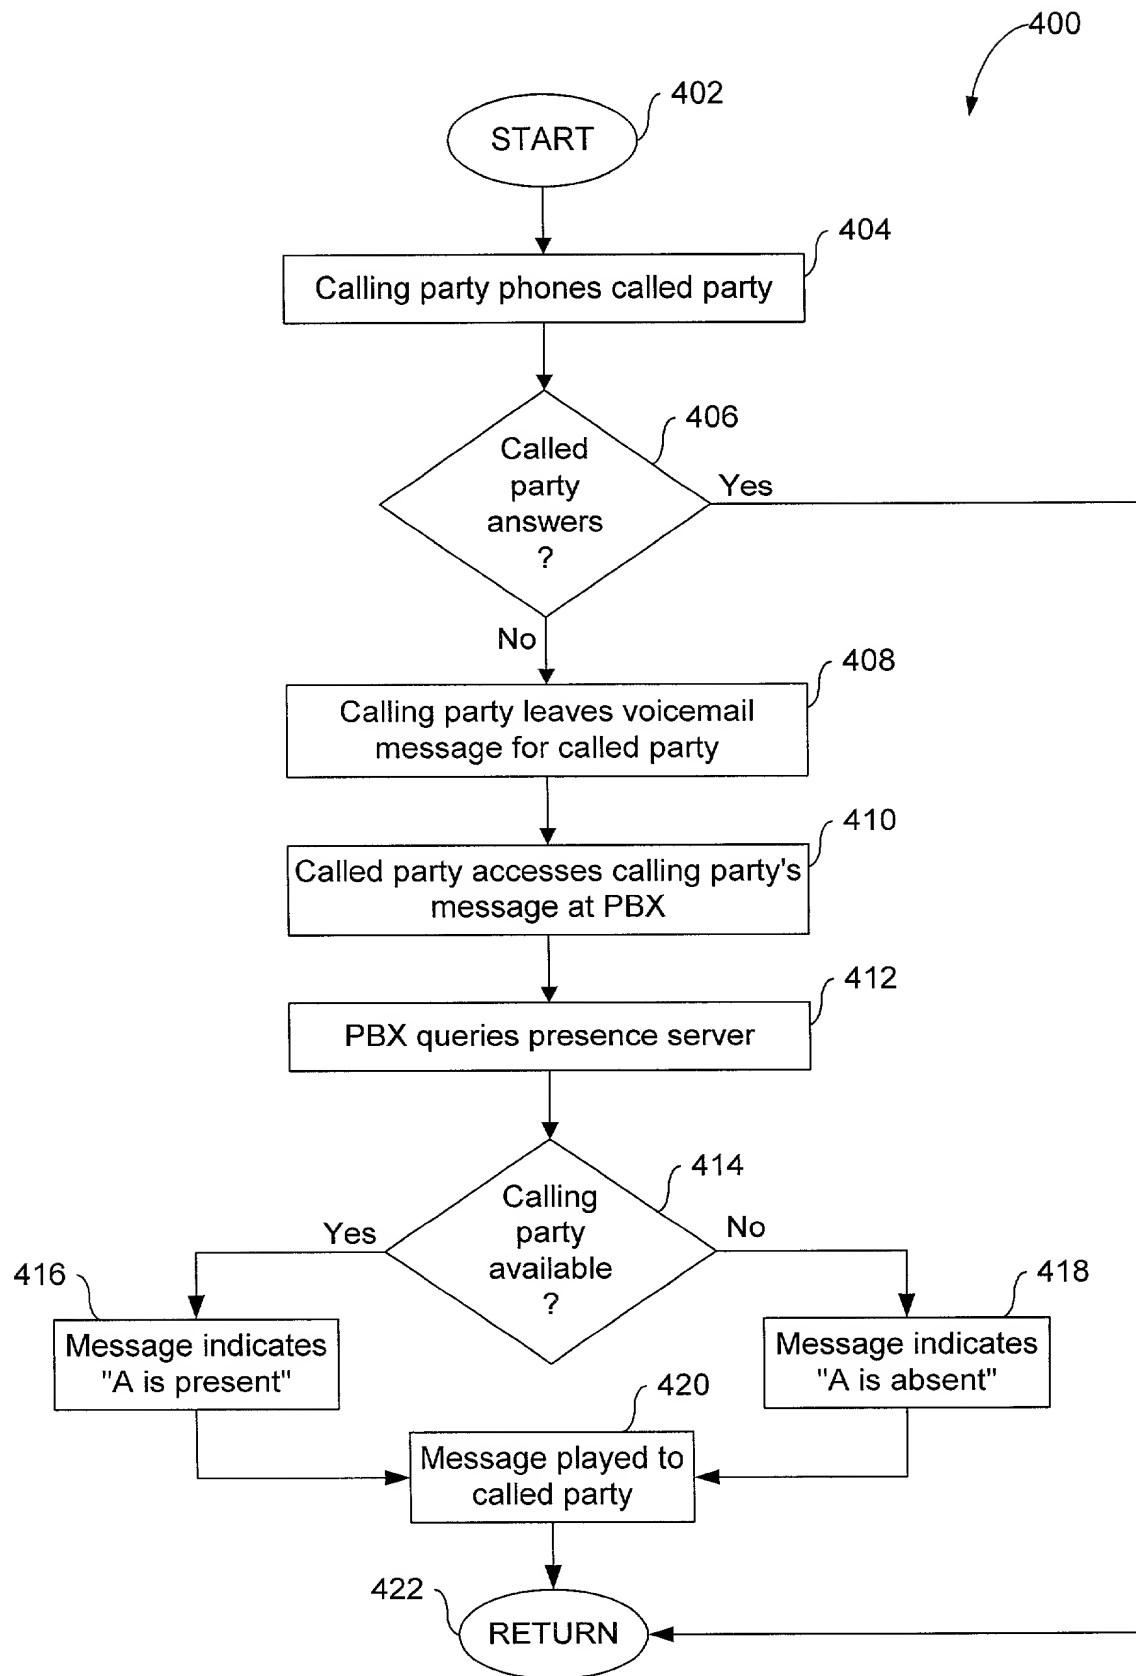 400
402
START
404
Calling party phones called party
406
Called
party
answers
?
Yes
No
408
Calling party leaves voicemail
message for called party
410
Called party accesses calling party's
message at PBX
412
PBX queries presence server
414
Calling
party
available
?
Yes
No
416
Message indicates
"A is present"
418
Message indicates
"A is absent"
420
Message played to
called party
422
RETURN